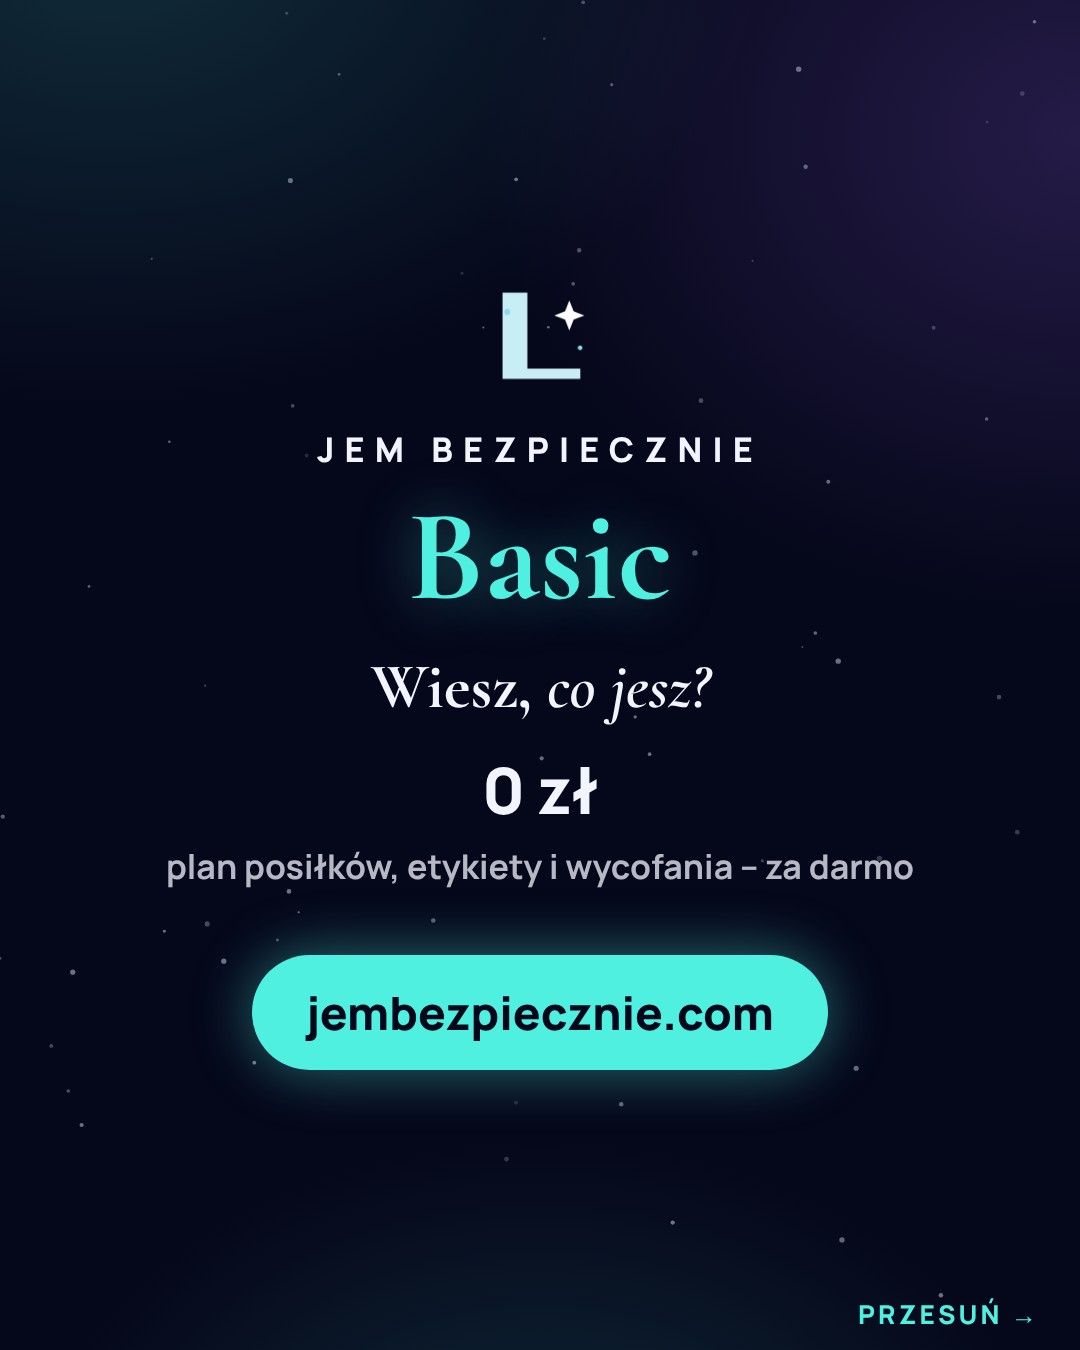 L
JEM BEZPIECZNIE
Basic
Wiesz, co jesz?
0 zł
plan posiłków, etykiety i wycofania – za darmo
jembezpiecznie.com
PRZESUŃ →